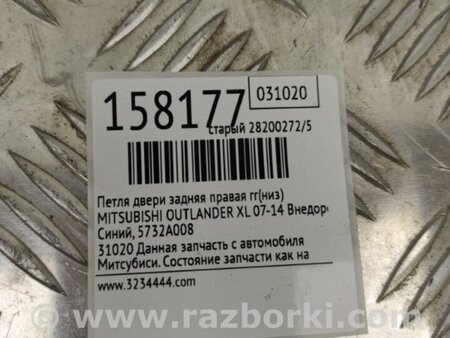 158177
031020
старый 28200272/5
Петля двери задняя правая rr(низ)
MITSUBISHI OUTLANDER XL 07-14 Внедор
Синий, 5732A008
31020 Данная запчасть с автомобиля
Митсубиси. Состояние запчасти как на
www.3234444.com
www.razborki.com